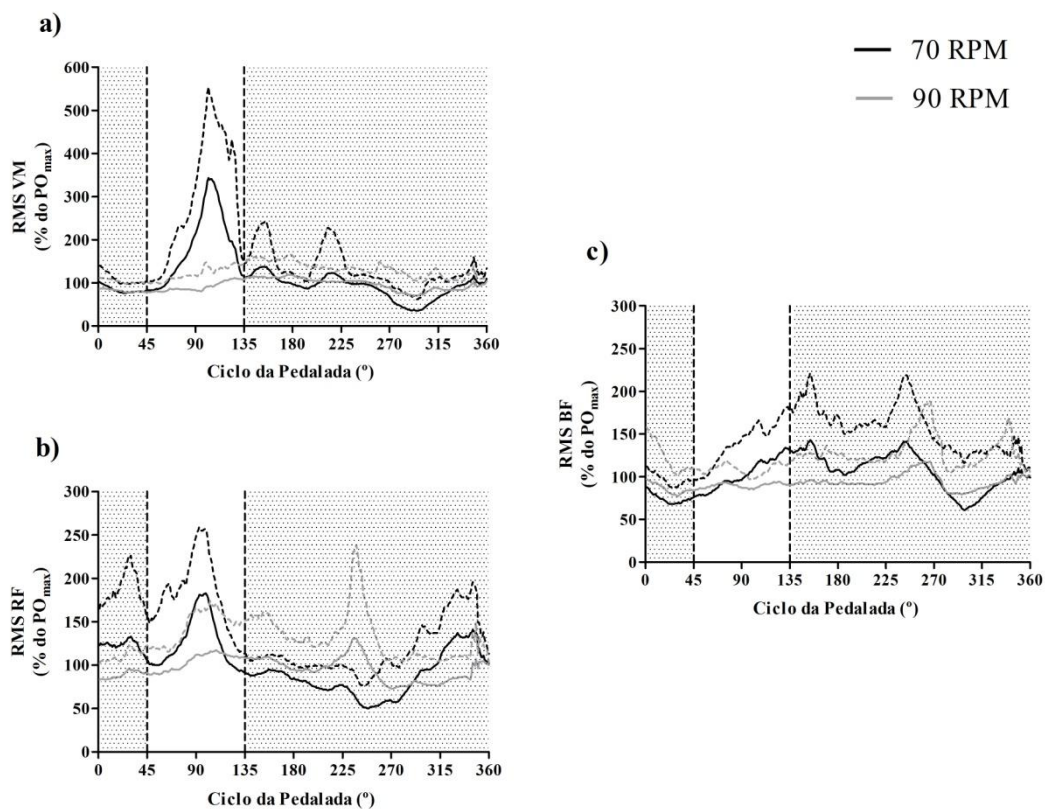 a)
600
500
400
300
200
100
0
RMS VM
(% do PO_max)
0 45 90 135 180 225 270 315 360
Ciclo da Pedalada (º)
70 RPM
90 RPM
b)
300
250
200
150
100
50
0
RMS RF
(% do PO_max)
0 45 90 135 180 225 270 315 360
Ciclo da Pedalada (º)
c)
300
250
200
150
100
50
0
RMS BF
(% do PO_max)
0 45 90 135 180 225 270 315 360
Ciclo da Pedalada (º)